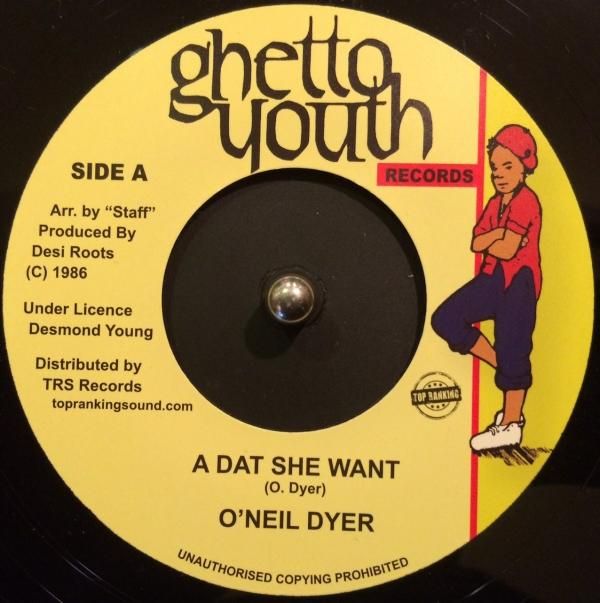 ghetto
youth
RECORDS
SIDE A
Arr. by “Staff”
Produced By
Desi Roots
(C) 1986
Under Licence
Desmond Young
Distributed by
TRS Records
toprankingsound.com
TOP RANKING
A DAT SHE WANT
(O. Dyer)
O’NEIL DYER
UNAUTHORISED COPYING PROHIBITED